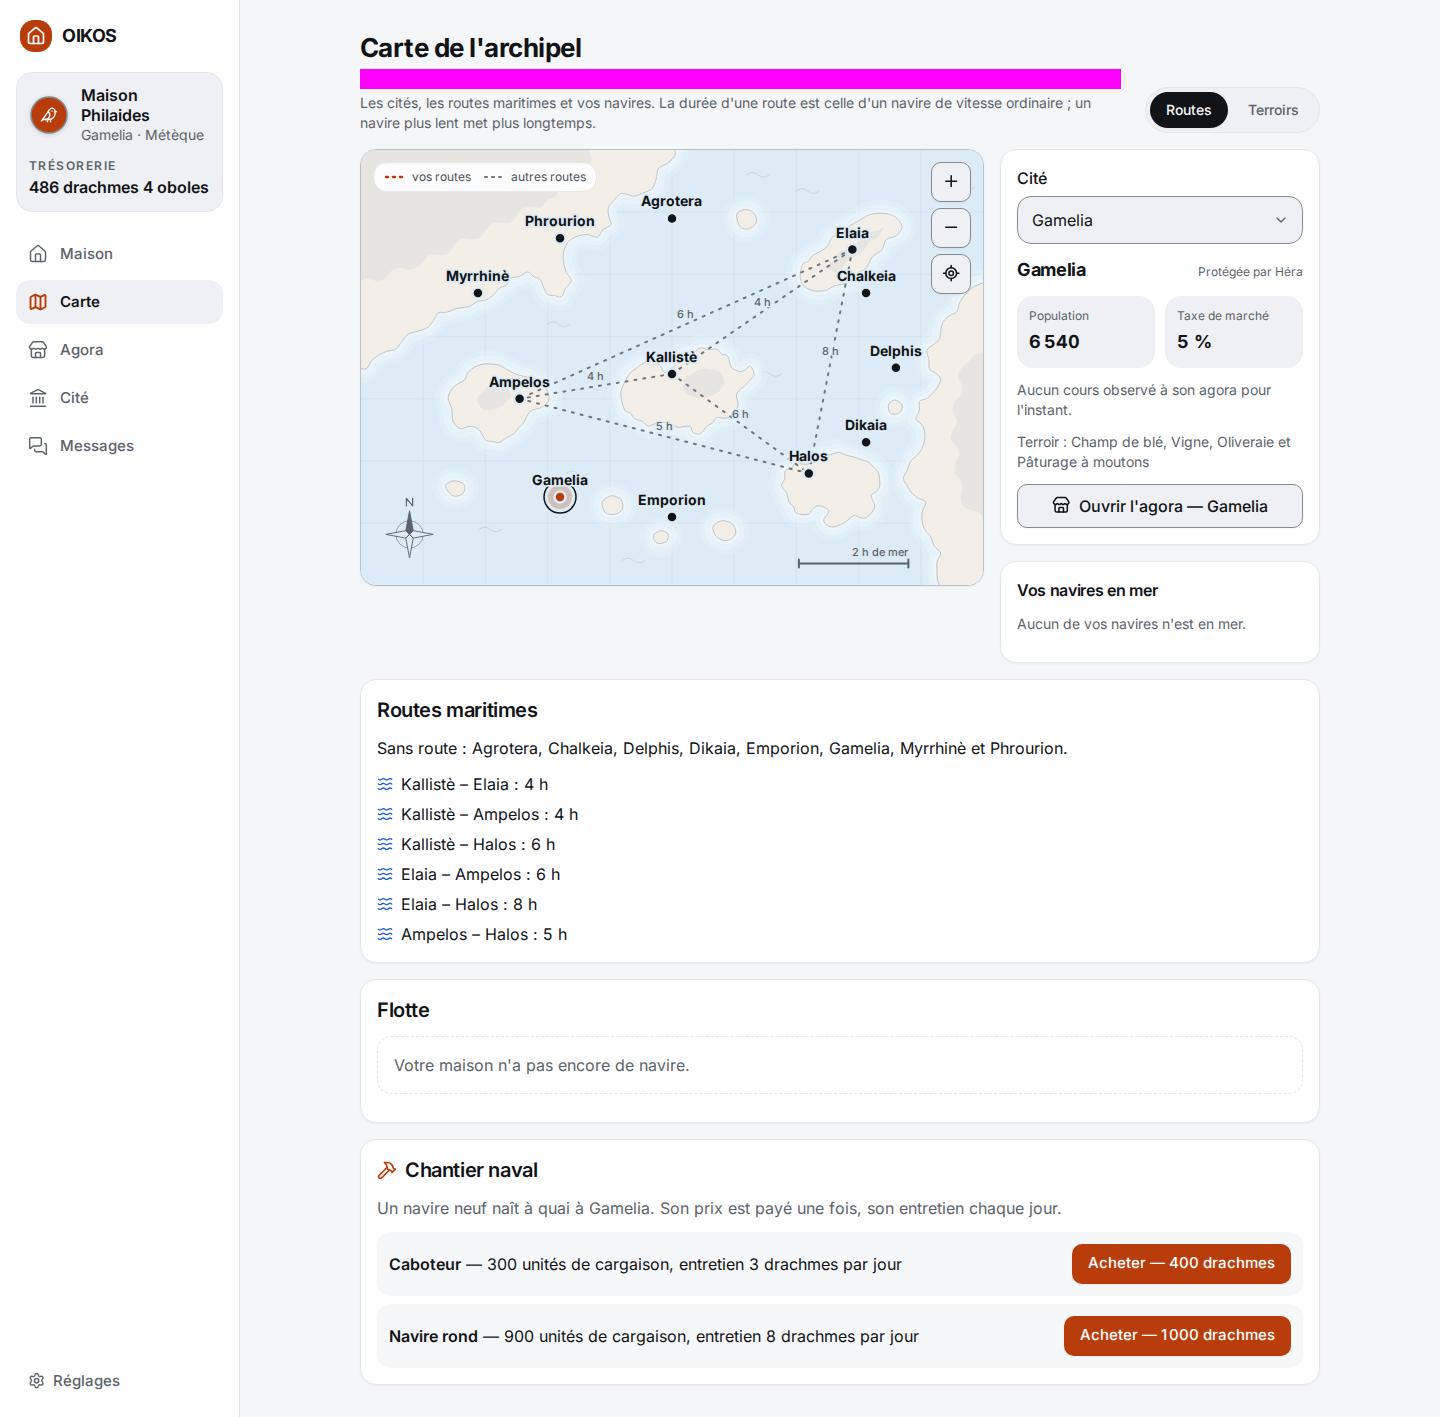 OIKOS
Maison
Philaides
Gamelia · Métèque
TRÉSORERIE
486 drachmes 4 oboles
Maison
Carte
Agora
Cité
Messages
Réglages
Carte de l'archipel
Les cités, les routes maritimes et vos navires. La durée d'une route est celle d'un navire de vitesse ordinaire ; un
navire plus lent met plus longtemps.
Routes
Terroirs
vos routes
autres routes
Agrotera
Phrourion
Elaia
Myrrhinè
Chalkeia
4 h
6 h
8 h
Delphis
Kallistè
4 h
Ampelos
6 h
5 h
Dikaia
Halos
Gamelia
Emporion
N
2 h de mer
Cité
Gamelia
Gamelia
Protégée par Héra
Population
6 540
Taxe de marché
5 %
Aucun cours observé à son agora pour
l'instant.
Terroir : Champ de blé, Vigne, Oliveraie et
Pâturage à moutons
Ouvrir l'agora — Gamelia
Vos navires en mer
Aucun de vos navires n'est en mer.
Routes maritimes
Sans route : Agrotera, Chalkeia, Delphis, Dikaia, Emporion, Gamelia, Myrrhinè et Phrourion.
Kallistè – Elaia : 4 h
Kallistè – Ampelos : 4 h
Kallistè – Halos : 6 h
Elaia – Ampelos : 6 h
Elaia – Halos : 8 h
Ampelos – Halos : 5 h
Flotte
Votre maison n'a pas encore de navire.
Chantier naval
Un navire neuf naît à quai à Gamelia. Son prix est payé une fois, son entretien chaque jour.
Caboteur — 300 unités de cargaison, entretien 3 drachmes par jour
Acheter — 400 drachmes
Navire rond — 900 unités de cargaison, entretien 8 drachmes par jour
Acheter — 1000 drachmes